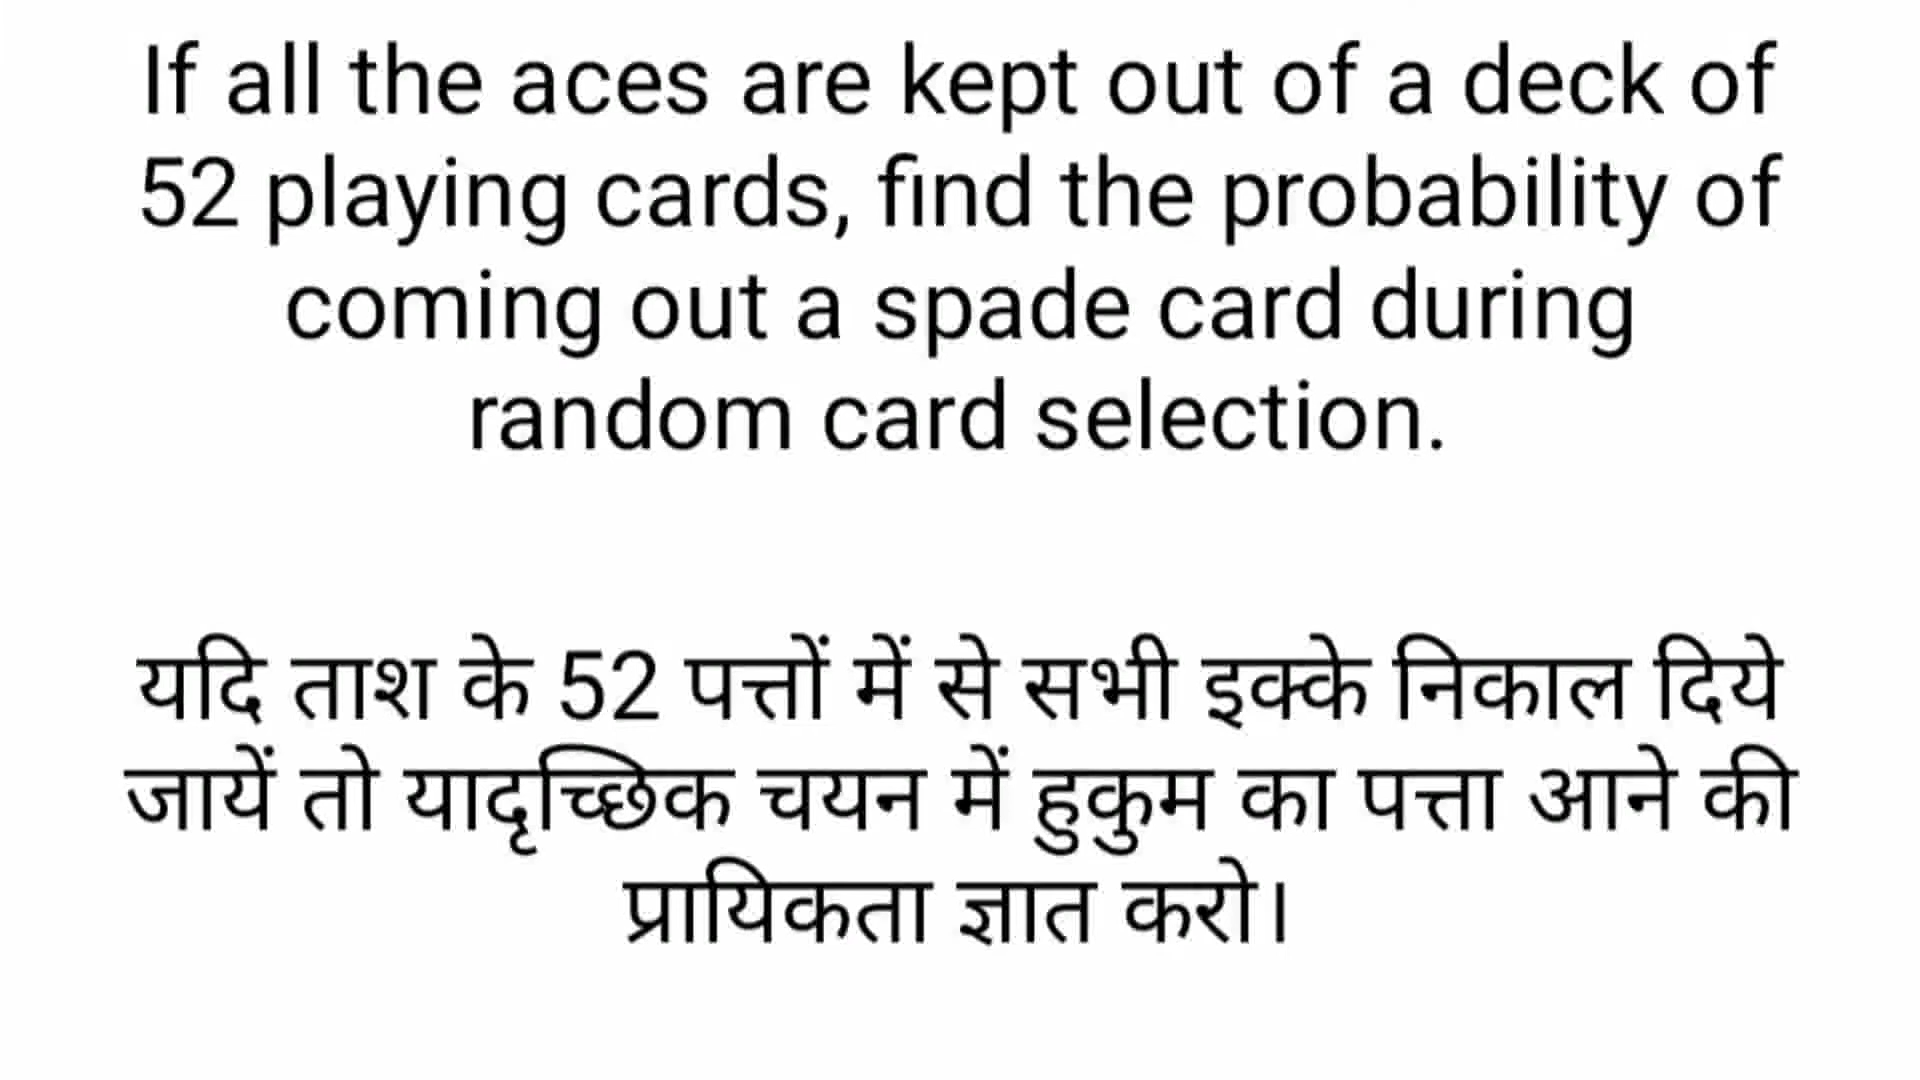 If all the aces are kept out of a deck of
52 playing cards, find the probability of
coming out a spade card during
random card selection.
यदि ताश के 52 पत्तों में से सभी इक्के निकाल दिये
जायें तो यादृच्छिक चयन में हुकुम का पत्ता आने की
प्रायिकता ज्ञात करो।